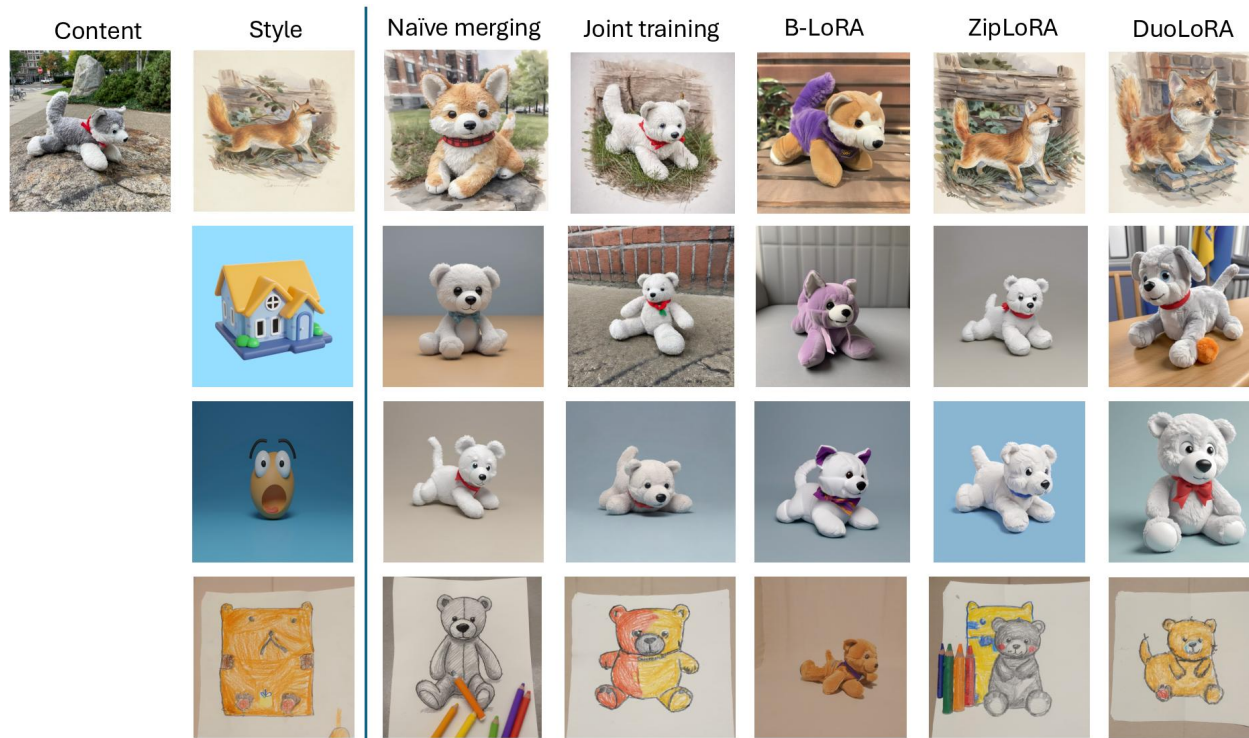 Content
Style
Naïve merging
Joint training
B-LoRA
ZipLoRA
DuoLoRA